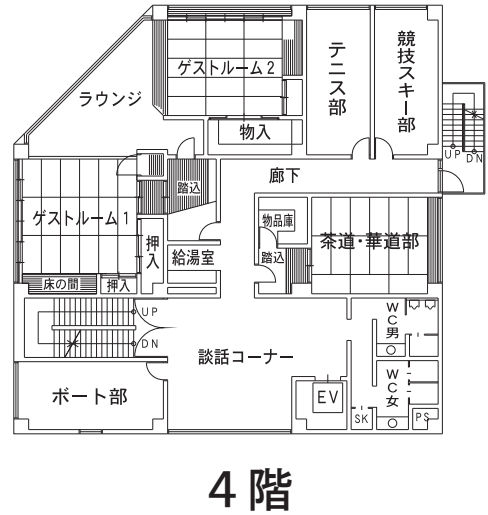 ゲストルーム2
テニス部
競技スキー部
ラウンジ
物入
UP
DN
廊下
踏込
ゲストルーム1
押入
物品庫
茶道・華道部
給湯室
踏込
床の間
押入
UP
DN
WC男
談話コーナー
WC女
ボート部
EV
SK
PS
4階